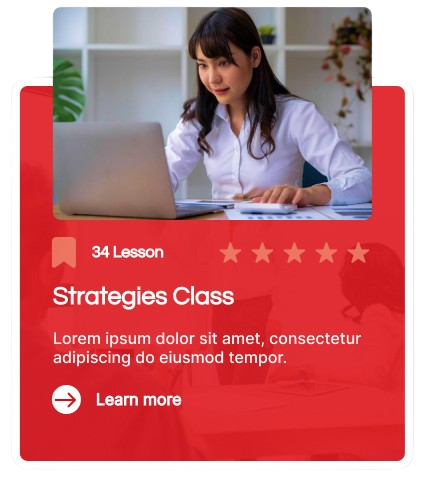 34 Lesson
Strategies Class
Lorem ipsum dolor sit amet, consectetur
adipiscing do eiusmod tempor.
Learn more